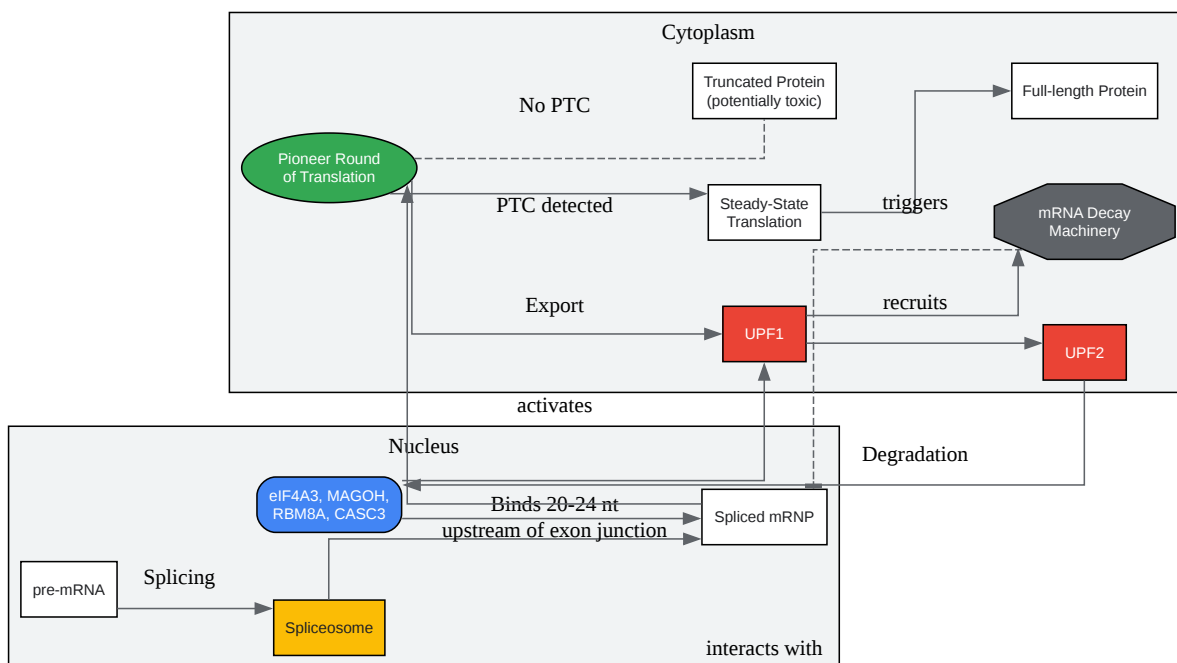 Cytoplasm
Truncated Protein
(potentially toxic)
Full-length Protein
No PTC
Pioneer Round
of Translation
PTC detected
Steady-State
Translation
triggers
mRNA Decay
Machinery
Export
recruits
UPF1
UPF2
activates
Nucleus
Degradation
eIF4A3, MAGOH,
RBM8A, CASC3
Binds 20-24 nt
upstream of exon junction
Spliced mRNP
pre-mRNA
Splicing
Spliceosome
interacts with